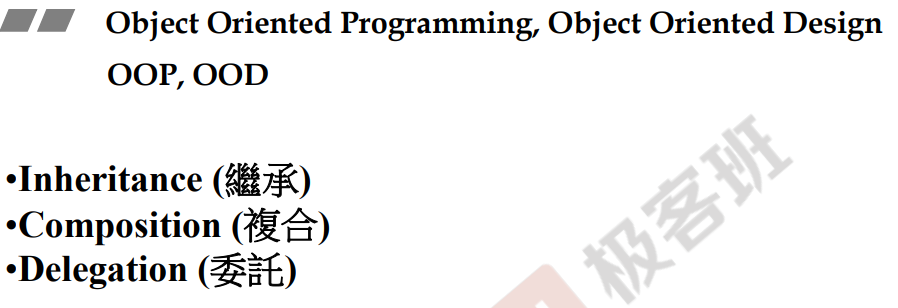 Object Oriented Programming, Object Oriented Design
OOP, OOD
•Inheritance (繼承)
•Composition (複合)
•Delegation (委託)
极客班